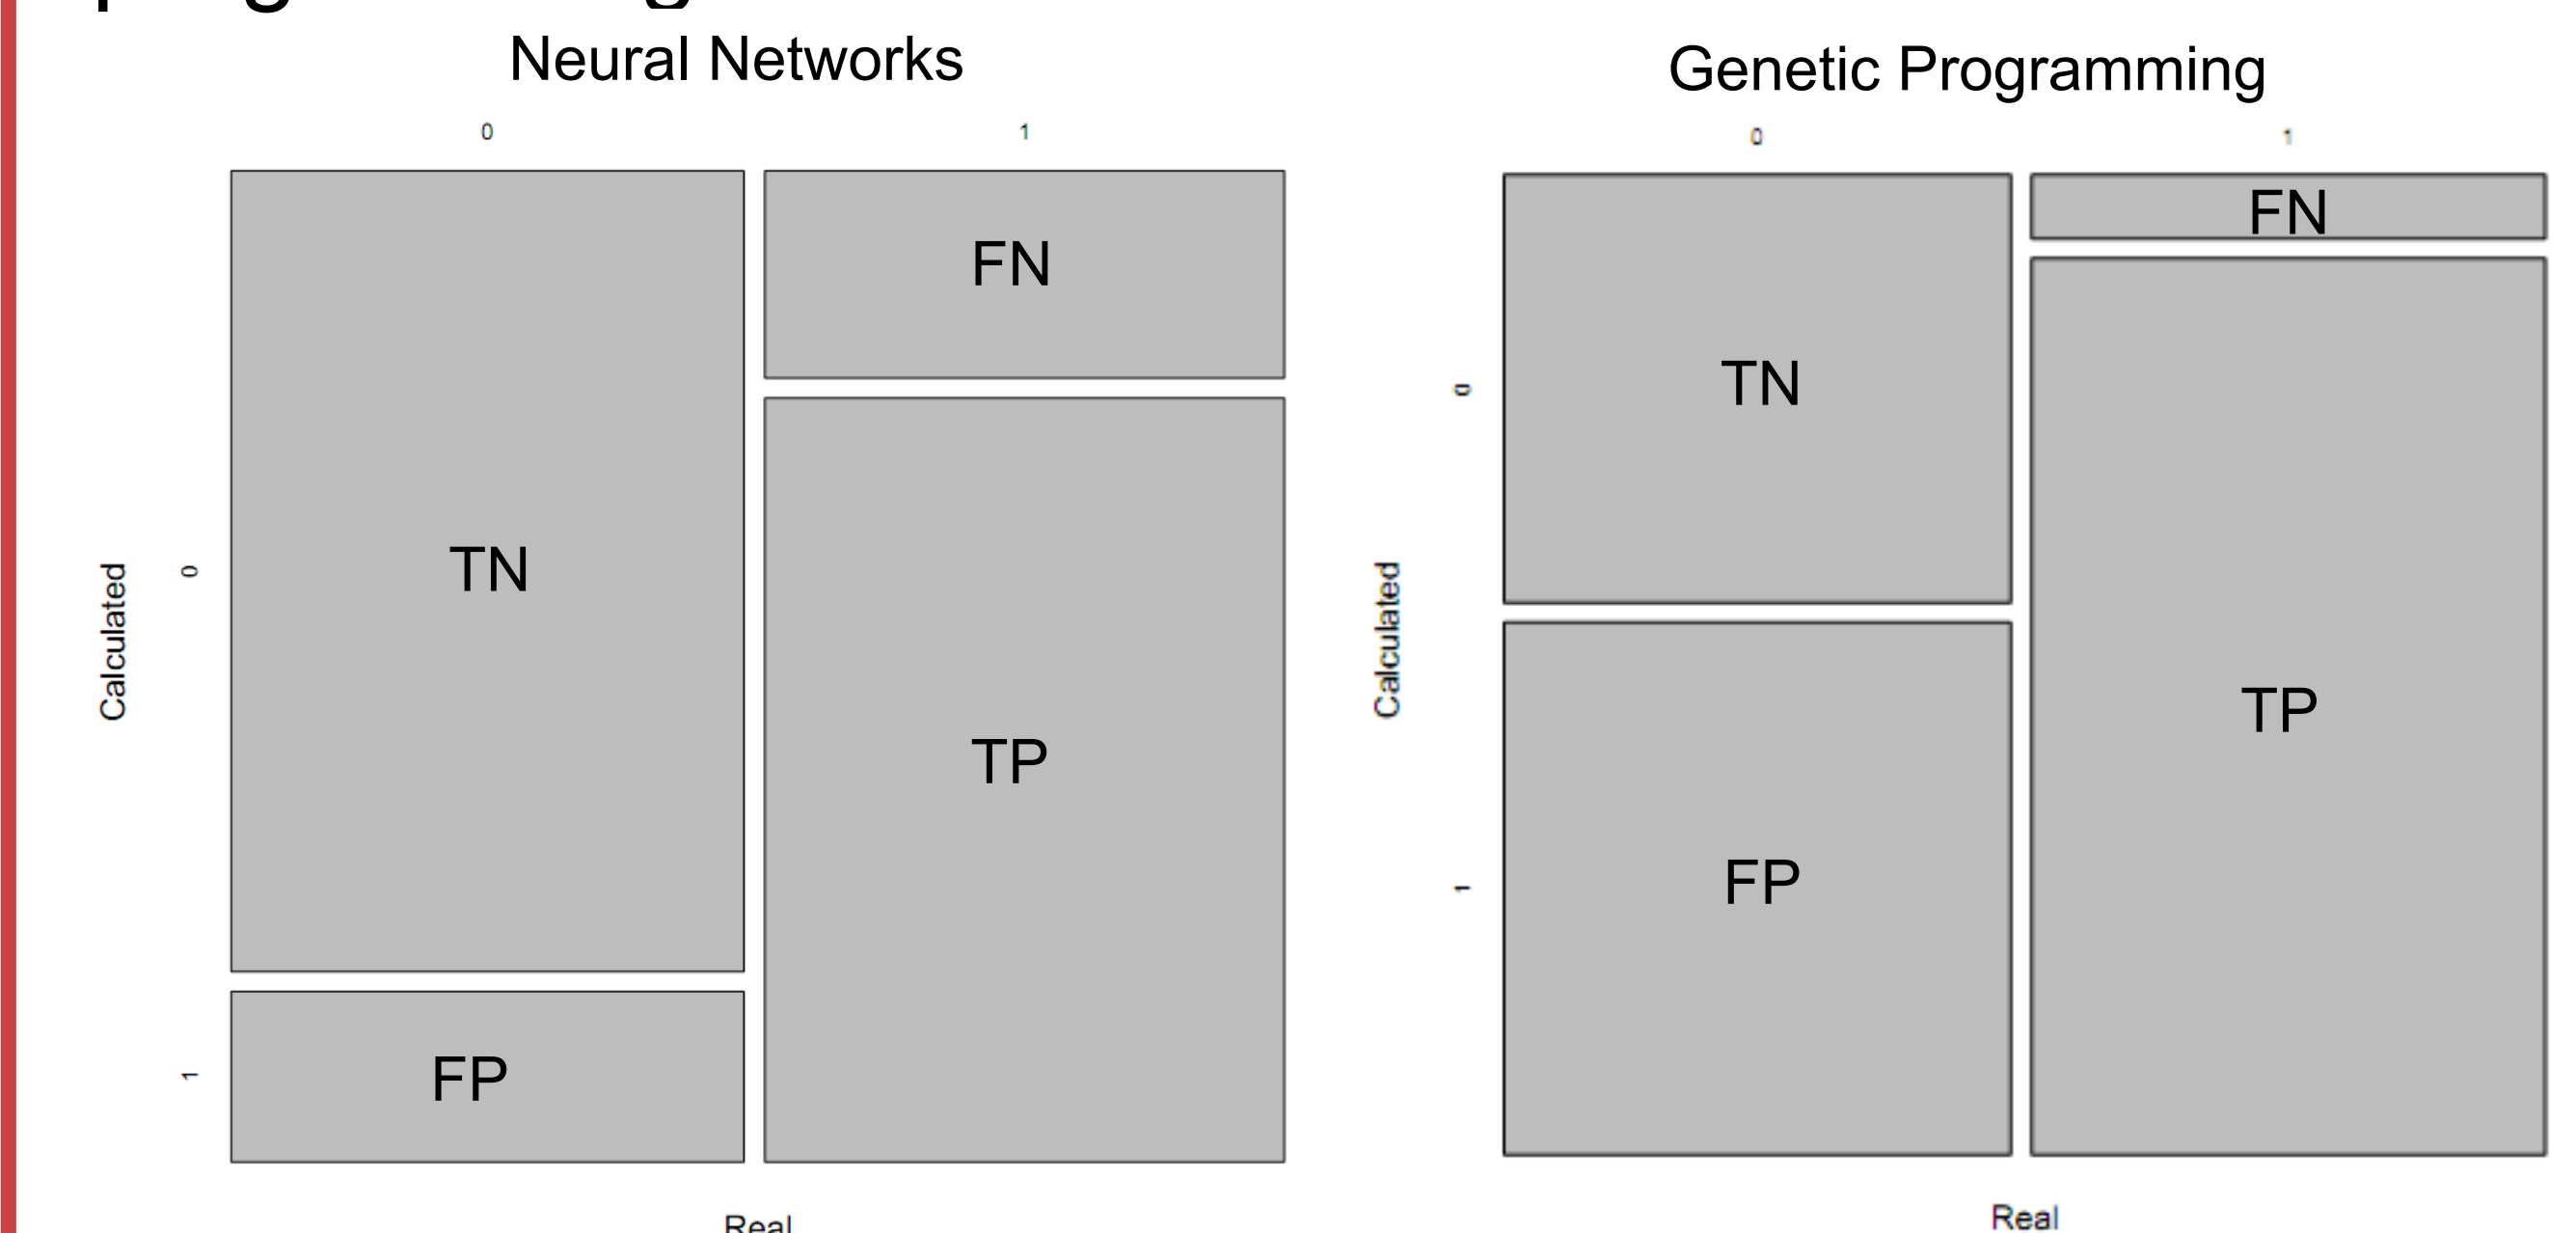 Neural Networks
0 1
FN
TN
TP
FP
Calculated
0
1
Real
Genetic Programming
0 1
FN
TN
TP
FP
Calculated
0
1
Real